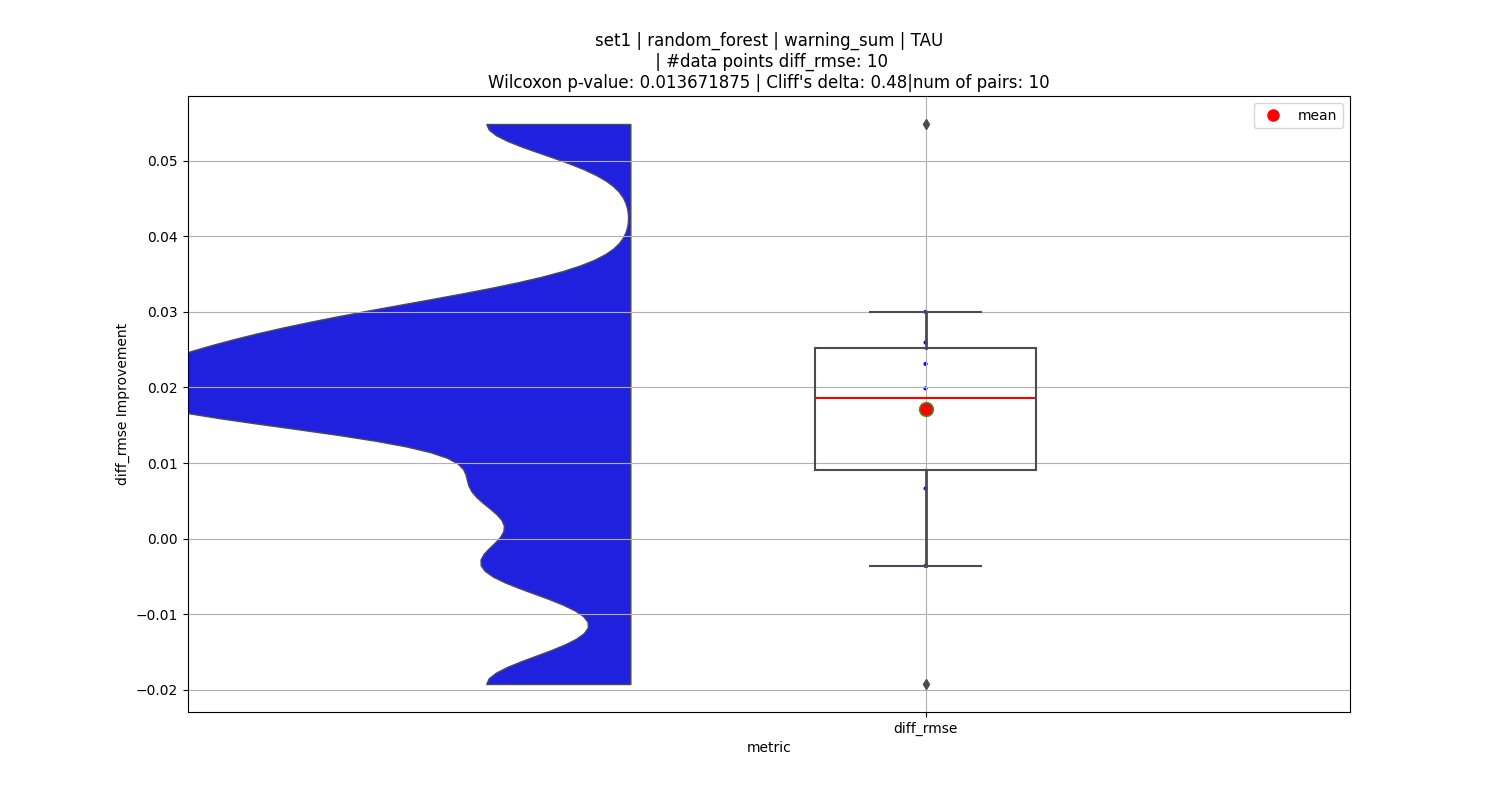 set1 | random_forest | warning_sum | TAU
| #data points diff_rmse: 10
Wilcoxon p-value: 0.013671875 | Cliff's delta: 0.48|num of pairs: 10
mean
0.05
0.04
0.03
0.02
0.01
0.00
−0.01
−0.02
diff_rmse Improvement
diff_rmse
metric